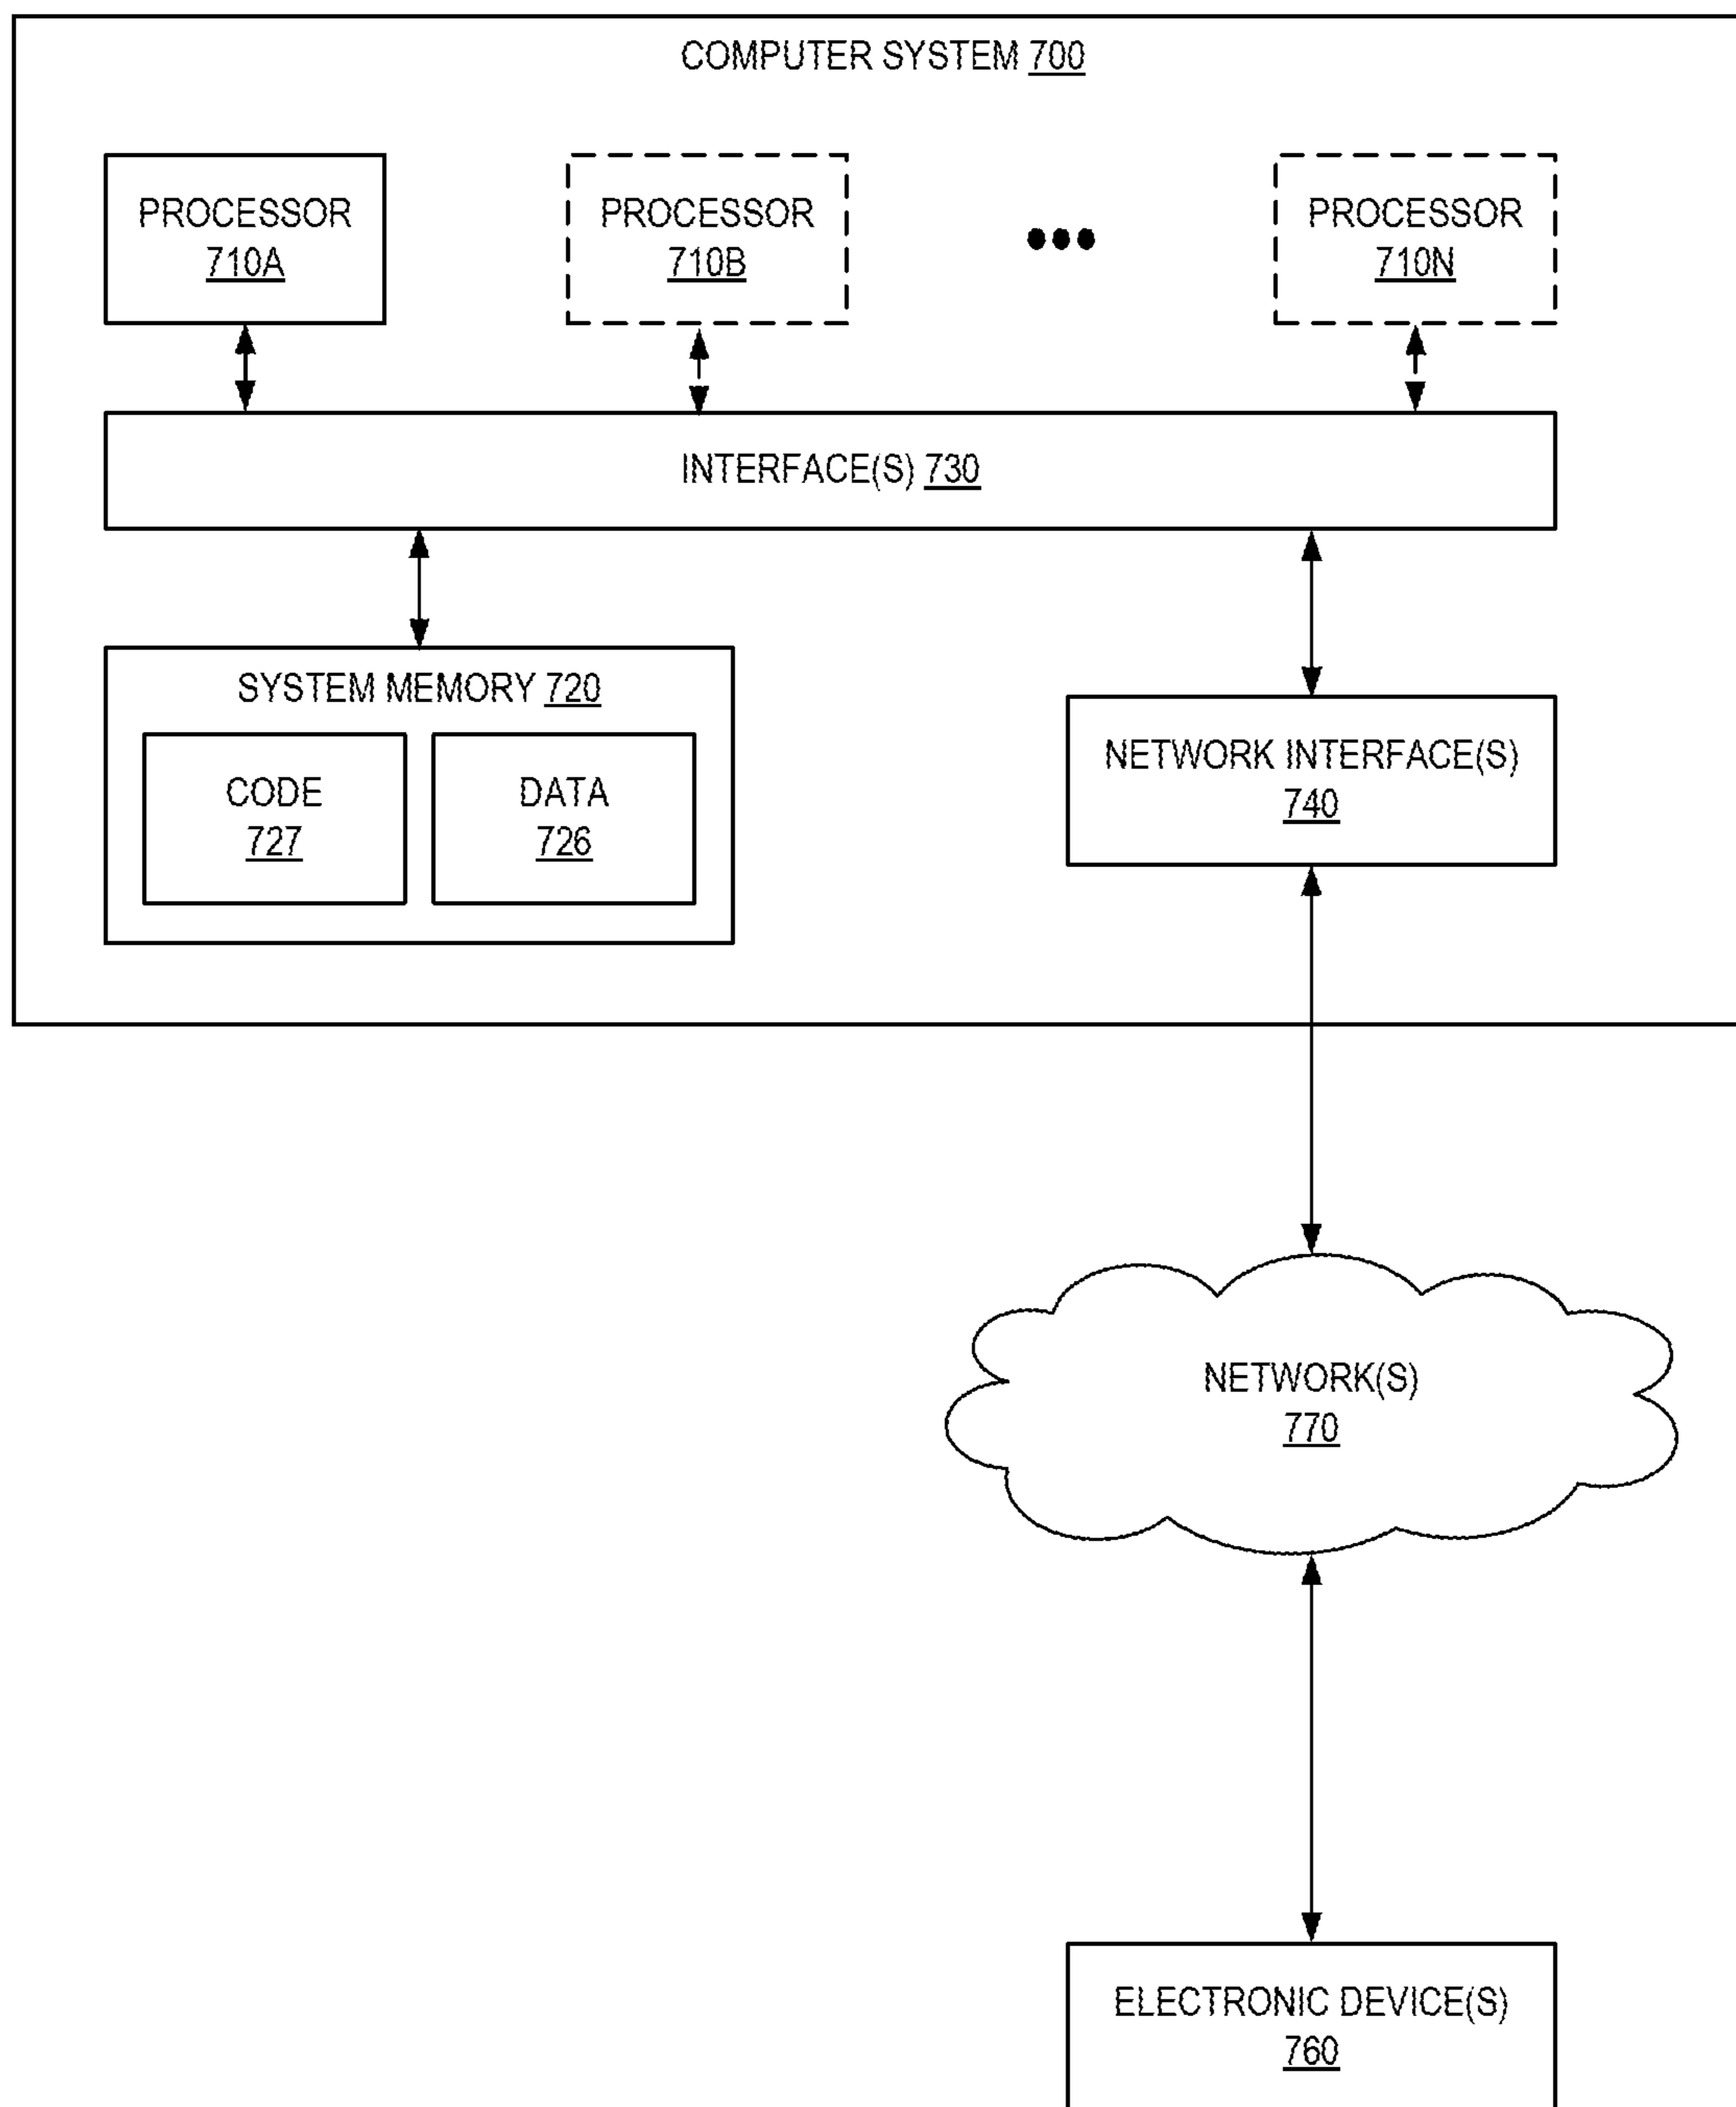 COMPUTER SYSTEM 700
PROCESSOR
710A
PROCESSOR
710B
PROCESSOR
710N
INTERFACE(S) 730
SYSTEM MEMORY 720
CODE
727
DATA
726
NETWORK INTERFACE(S)
740
NETWORK(S)
770
ELECTRONIC DEVICE(S)
760